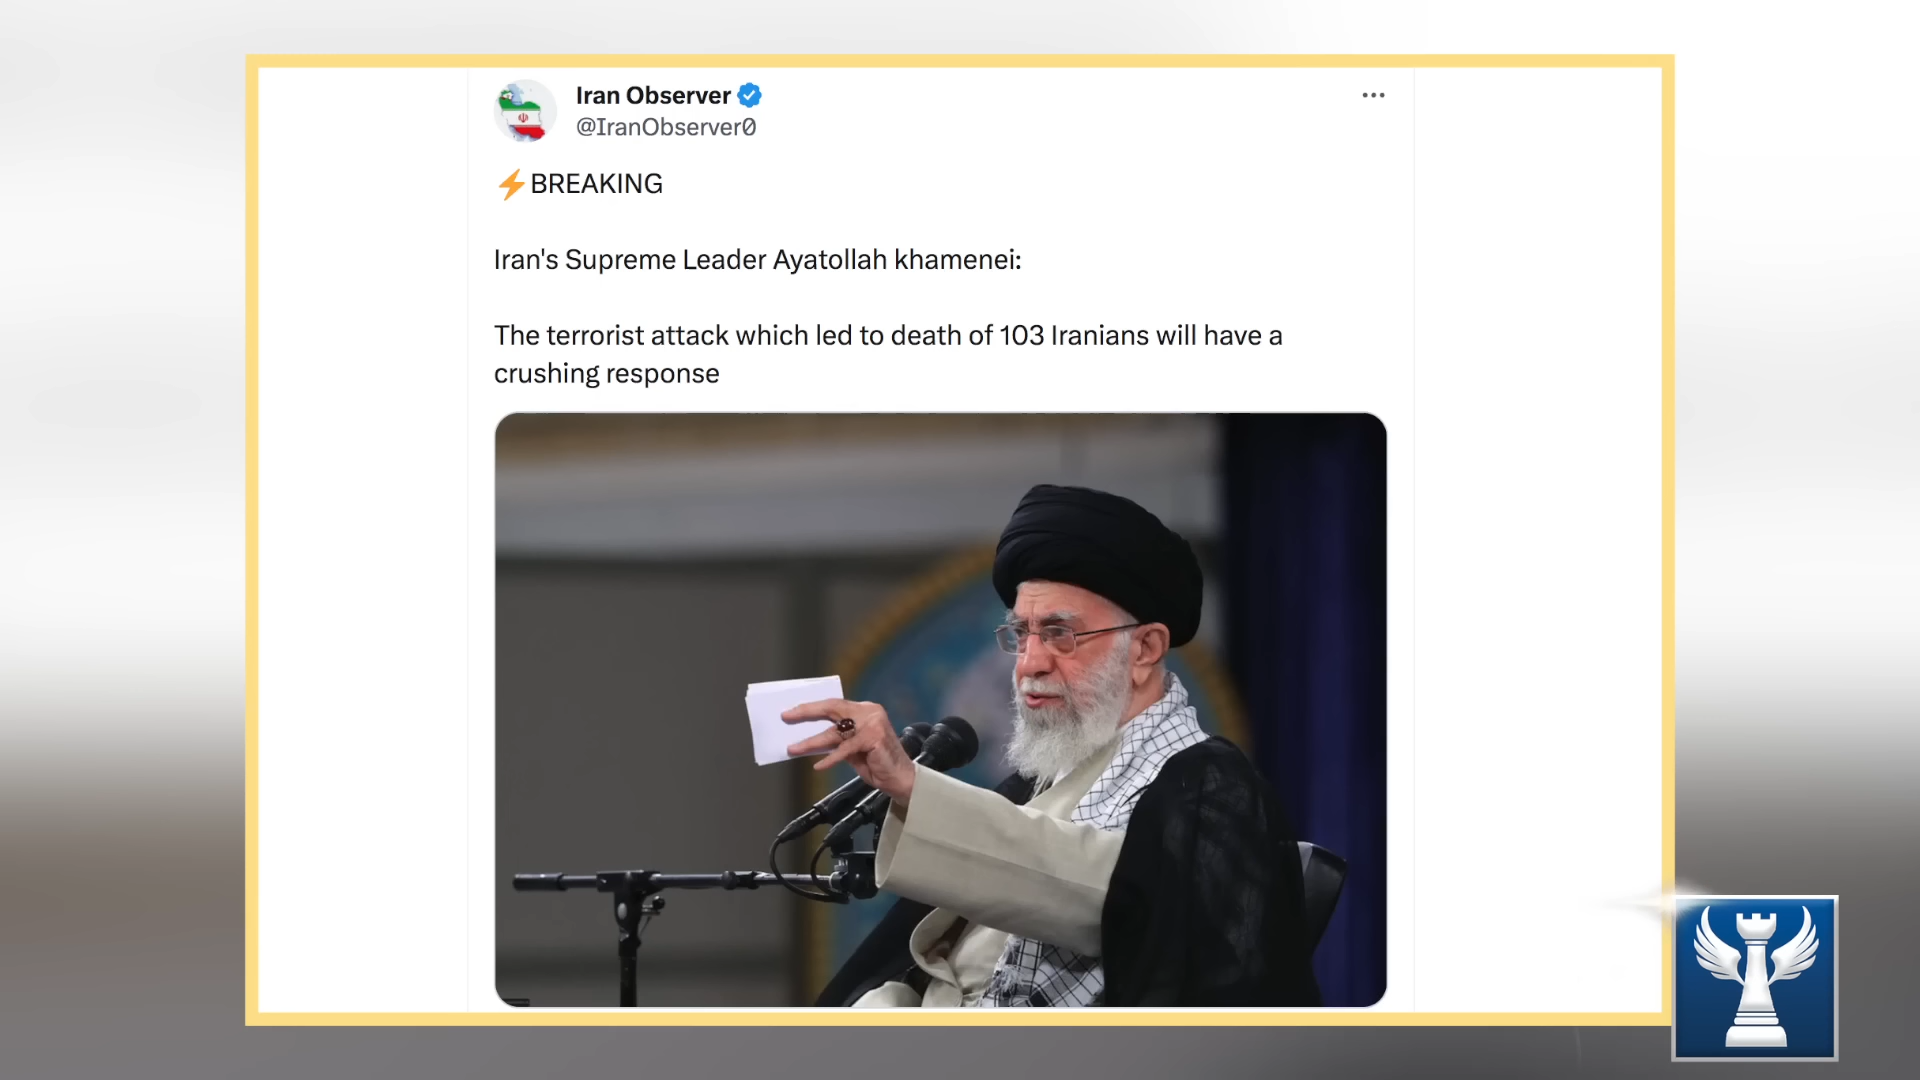 Iran Observer
@IranObserver0
⚡BREAKING
Iran's Supreme Leader Ayatollah khamenei:
The terrorist attack which led to death of 103 Iranians will have a
crushing response